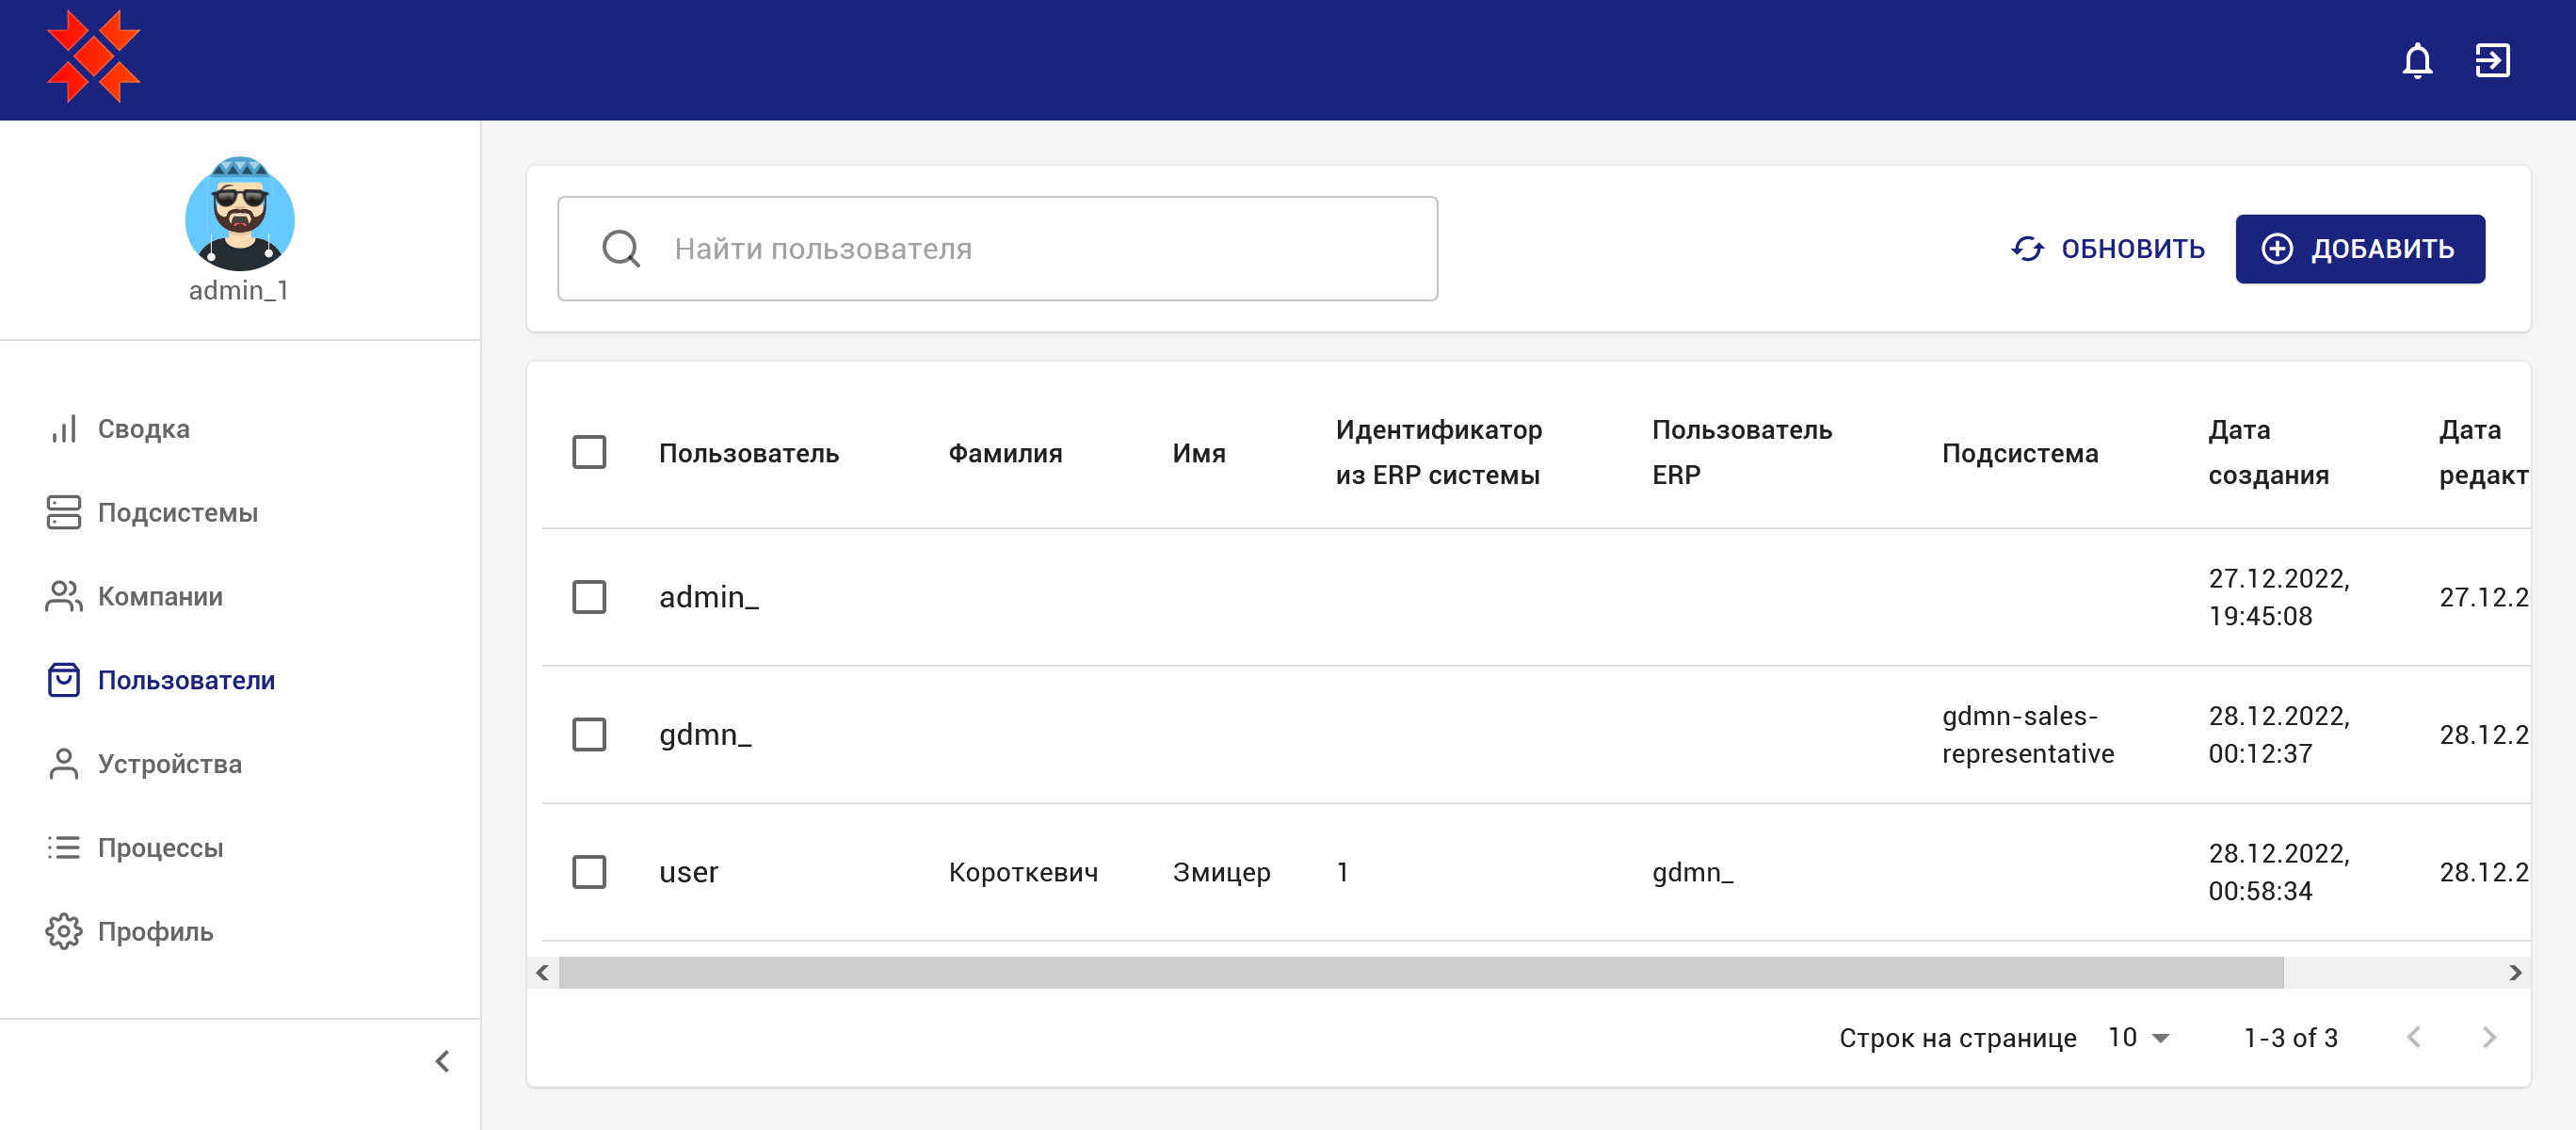 admin_1
Сводка
Подсистемы
Компании
Пользователи
Устройства
Процессы
Профиль
Найти пользователя
ОБНОВИТЬ
ДОБАВИТЬ
Пользователь
Фамилия
Имя
Идентификатор
из ERP системы
Пользователь
ERP
Подсистема
Дата
создания
Дата
редакт
admin_
27.12.2022,
19:45:08
27.12.2
gdmn_
gdmn-sales-
representative
28.12.2022,
00:12:37
28.12.2
user
Короткевич
Змицер
1
gdmn_
28.12.2022,
00:58:34
28.12.2
Строк на странице
10
1-3 of 3